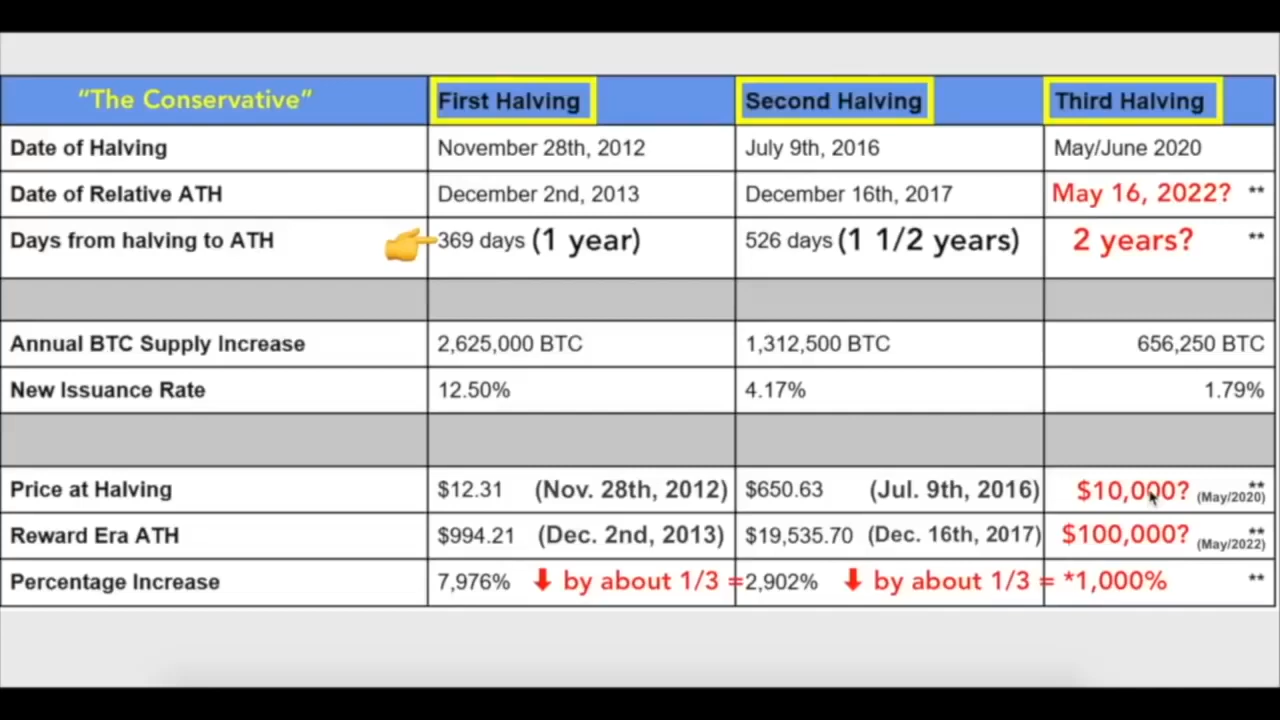 “The Conservative” First Halving Second Halving Third Halving
Date of Halving November 28th, 2012 July 9th, 2016 May/June 2020
Date of Relative ATH December 2nd, 2013 December 16th, 2017 May 16, 2022? **
Days from halving to ATH 369 days (1 year) 526 days (1 1/2 years) 2 years? **
Annual BTC Supply Increase 2,625,000 BTC 1,312,500 BTC 656,250 BTC
New Issuance Rate 12.50% 4.17% 1.79%
Price at Halving $12.31 (Nov. 28th, 2012) $650.63 (Jul. 9th, 2016) $10,000? (May/2020) **
Reward Era ATH $994.21 (Dec. 2nd, 2013) $19,535.70 (Dec. 16th, 2017) $100,000? (May/2022) **
Percentage Increase 7,976% ⬇ by about 1/3 = 2,902% ⬇ by about 1/3 = *1,000% **